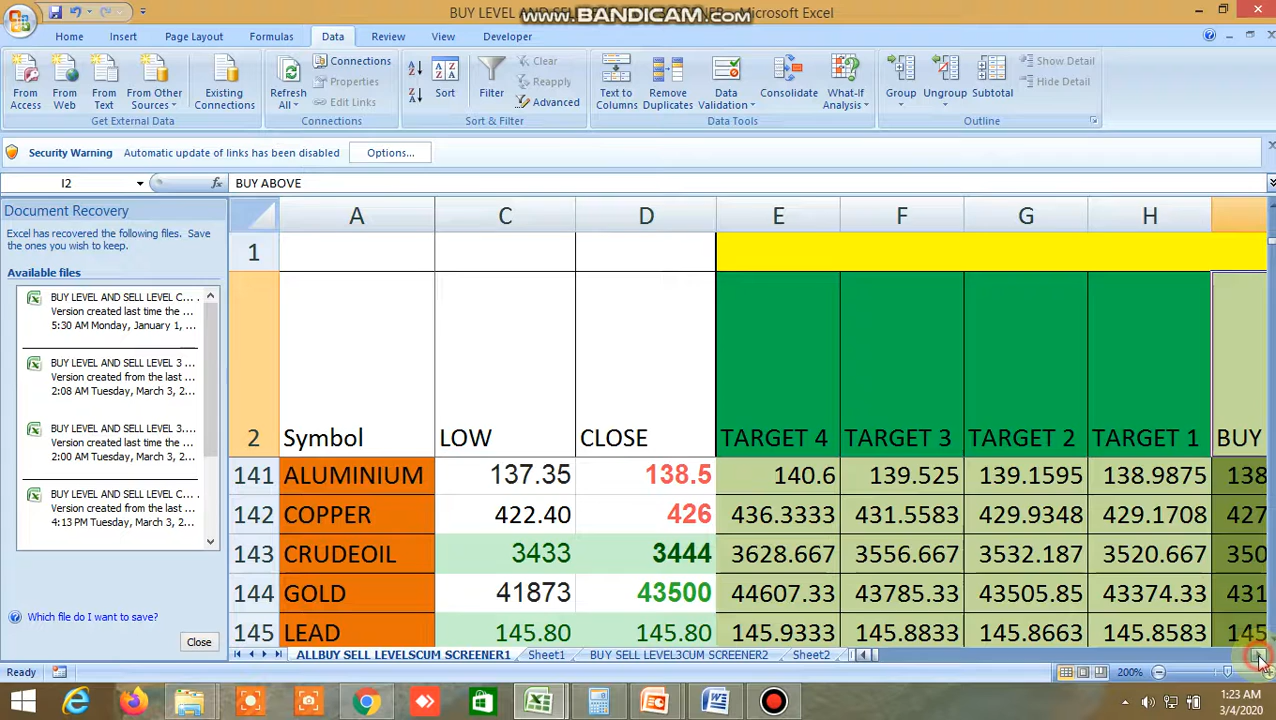 BUY LEVEL AND SELL LEVEL SCREENER - Microsoft Excel
www.BANDICAM.com
Home Insert Page Layout Formulas Data Review View Developer
From Access
From Web
From Text
From Other Sources
Existing Connections
Get External Data
Refresh All
Connections
Properties
Edit Links
Connections
Sort
Filter
Clear
Reapply
Advanced
Sort & Filter
Text to Columns
Remove Duplicates
Data Validation
Consolidate
What-If Analysis
Data Tools
Group
Ungroup
Subtotal
Show Detail
Hide Detail
Outline
Security Warning Automatic update of links has been disabled Options...
I2 fx BUY ABOVE
Document Recovery
Excel has recovered the following files. Save
the ones you wish to keep.
Available files
BUY LEVEL AND SELL LEVEL C...
Version created last time the ...
5:30 AM Monday, January 1, ...
BUY LEVEL AND SELL LEVEL 3 ...
Version created from the last ...
2:08 AM Tuesday, March 3, 2...
BUY LEVEL AND SELL LEVEL 3....
Version created last time the ...
2:00 AM Tuesday, March 3, 2...
BUY LEVEL AND SELL LEVEL C...
Version created from the last ...
4:13 PM Tuesday, March 3, 2...
Which file do I want to save?
Close
A C D E F G H
1
2 Symbol LOW CLOSE TARGET 4 TARGET 3 TARGET 2 TARGET 1 BUY
141 ALUMINIUM 137.35 138.5 140.6 139.525 139.1595 138.9875 138
142 COPPER 422.40 426 436.3333 431.5583 429.9348 429.1708 427
143 CRUDEOIL 3433 3444 3628.667 3556.667 3532.187 3520.667 350
144 GOLD 41873 43500 44607.33 43785.33 43505.85 43374.33 431
145 LEAD 145.80 145.80 145.9333 145.8833 145.8663 145.8583 145
ALLBUY SELL LEVELSCUM SCREENER1 Sheet1 BUY SELL LEVEL3CUM SCREENER2 Sheet2
Ready 200%
1:23 AM
3/4/2020